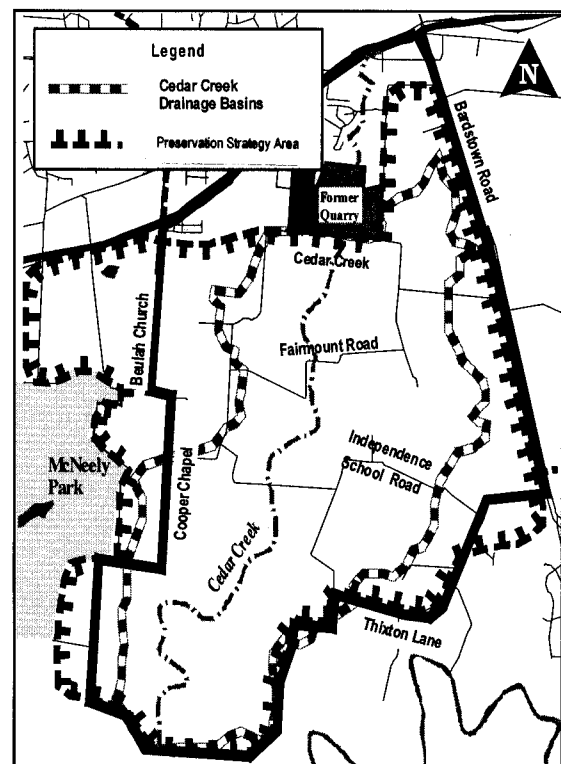 Legend
Cedar Creek
Drainage Basins
Preservation Strategy Area
N
Bardstown Road
Former
Quarry
Cedar Creek
Beulah Church
Fairmount Road
Independence
School Road
McNeely
Park
Cooper Chapel
Cedar Creek
Thixton Lane